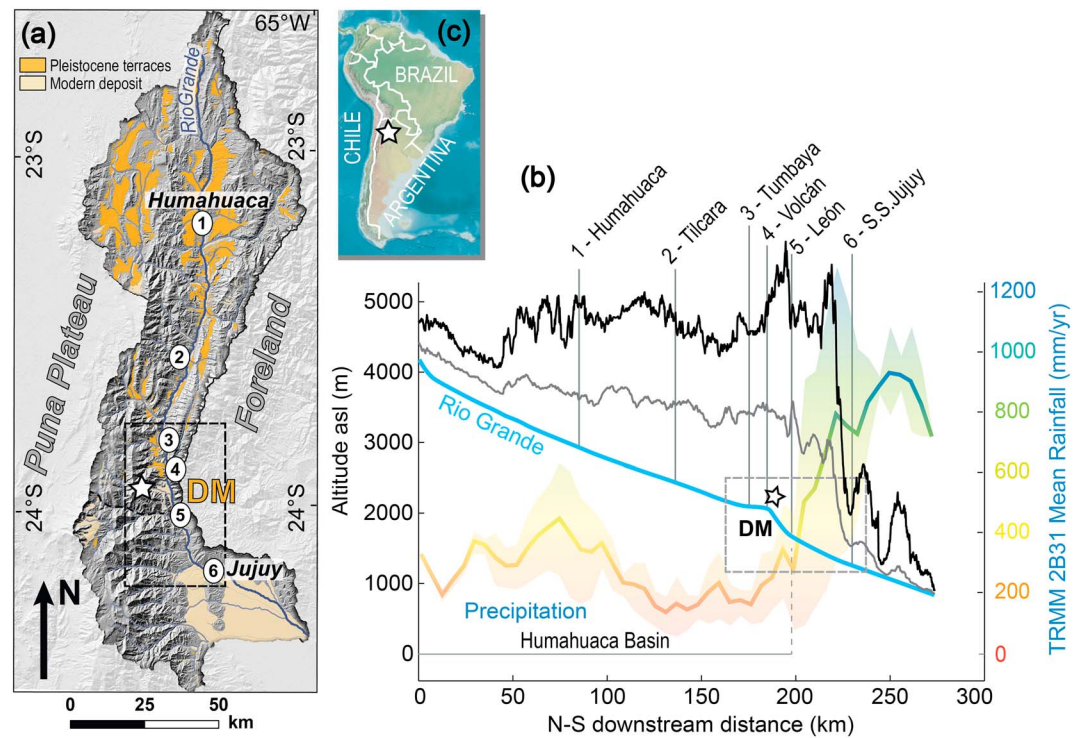 (a)
65°W
Pleistocene terraces
Modern deposit
RioGrande
23°S
23°S
Humahuaca
1
Puna Plateau
Foreland
2
3
4
DM
5
24°S
24°S
6
Jujuy
N
0 25 50
km
(c)
BRAZIL
CHILE
ARGENTINA
(b)
1 - Humahuaca
2 - Tilcara
3 - Tumbaya
4 - Volcán
5 - León
6 - S.S.Jujuy
Altitude asl (m)
5000
4000
3000
2000
1000
0
Rio Grande
DM
Precipitation
Humahuaca Basin
1200
1000
800
600
400
200
0
TRMM 2B31 Mean Rainfall (mm/yr)
0 50 100 150 200 250 300
N-S downstream distance (km)